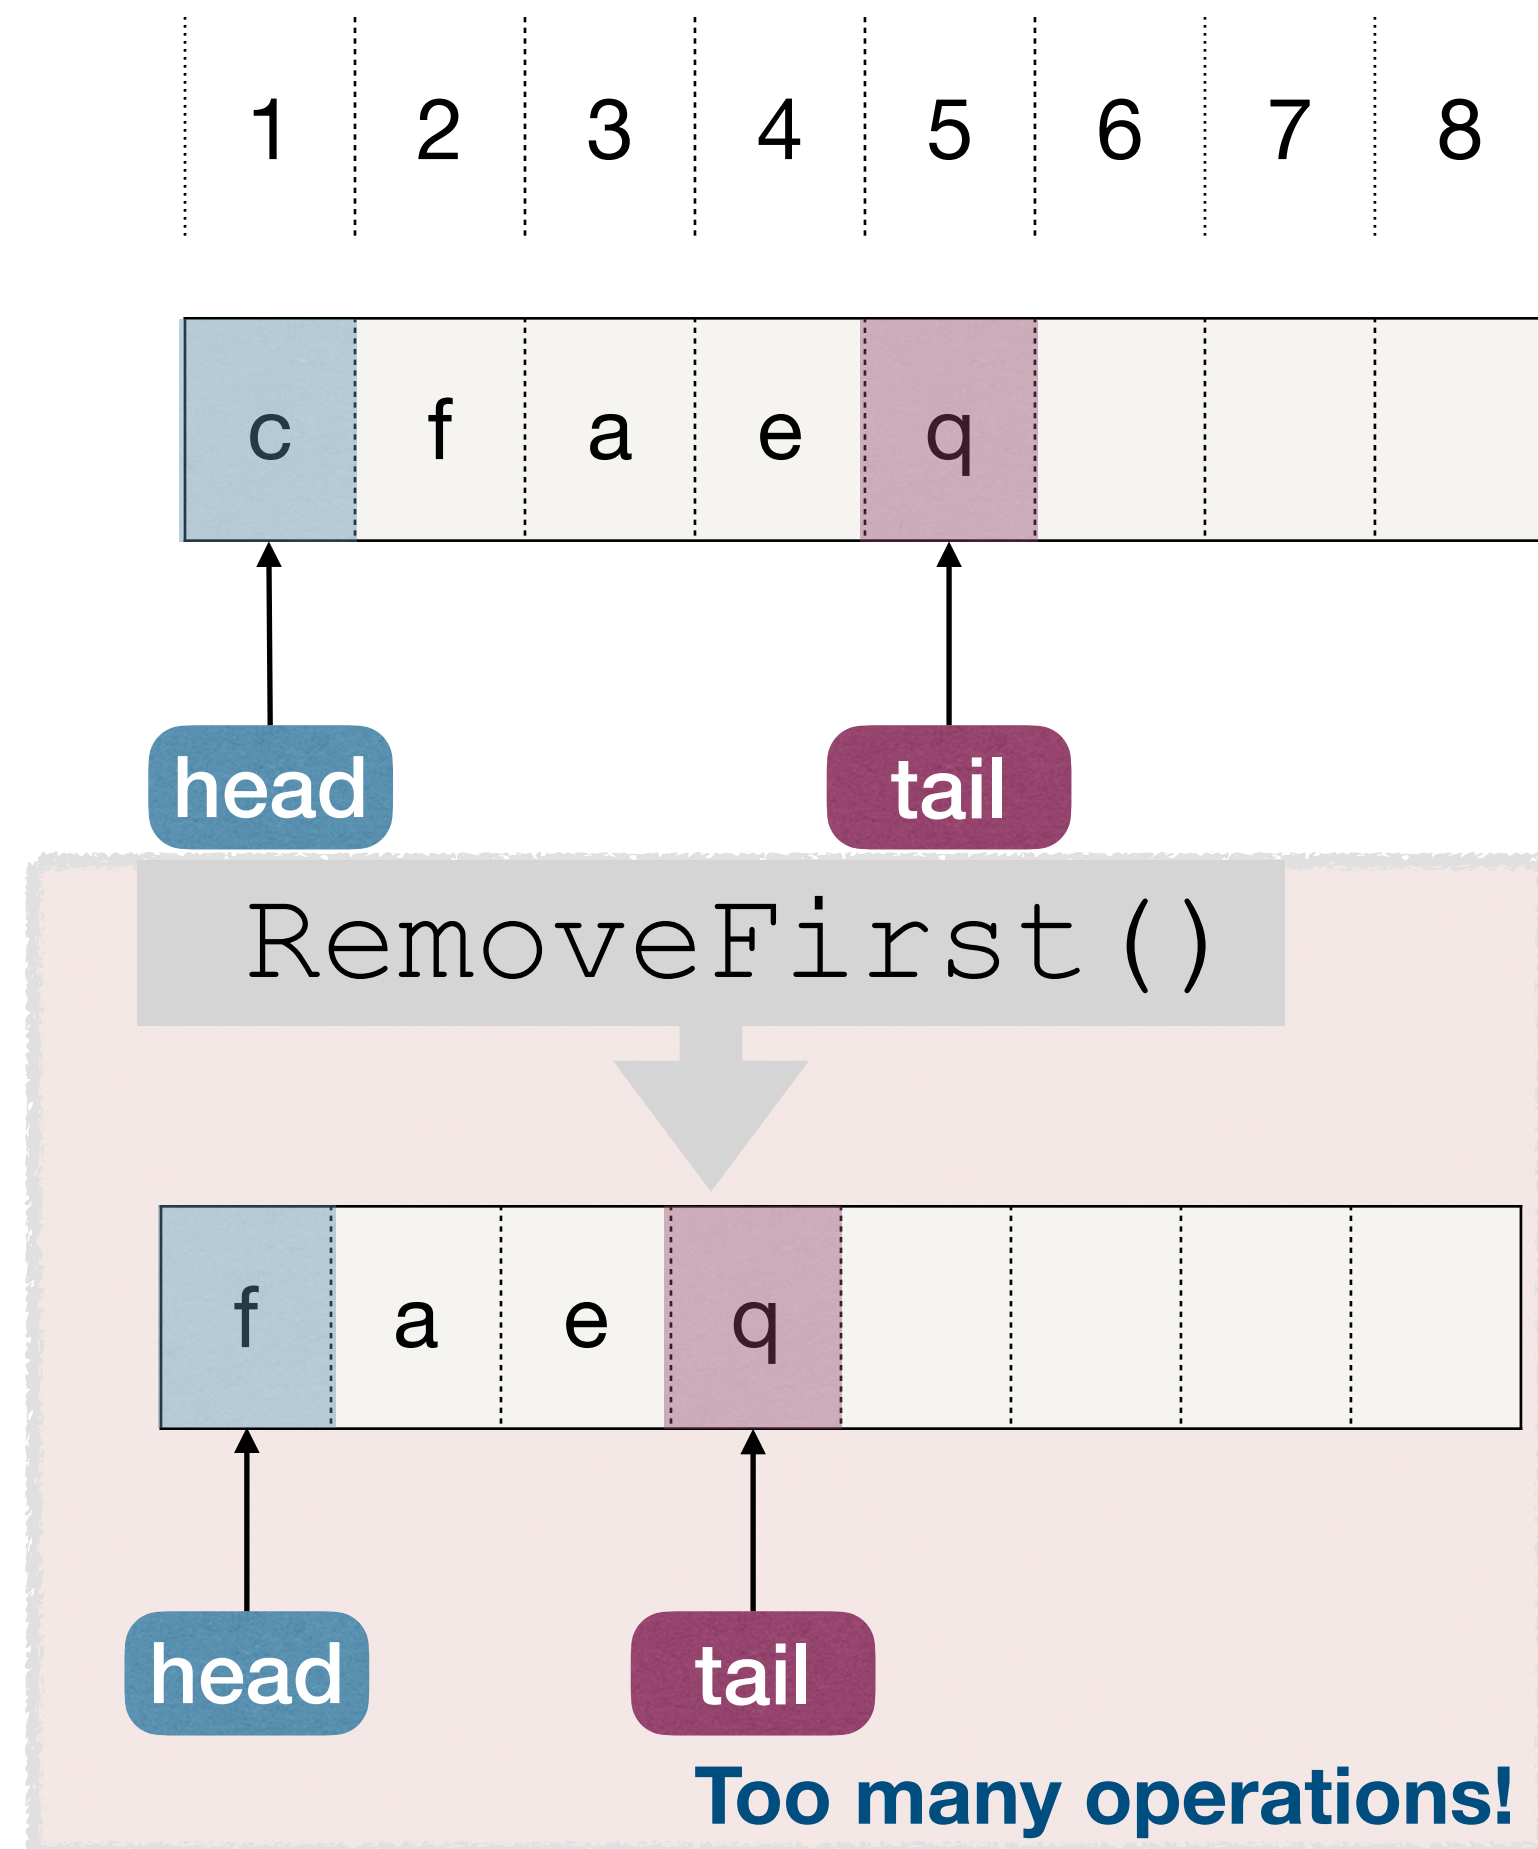 1 2 3 4 5 6 7 8
c f a e q
head tail
RemoveFirst()
f a e q
head tail
Too many operations!